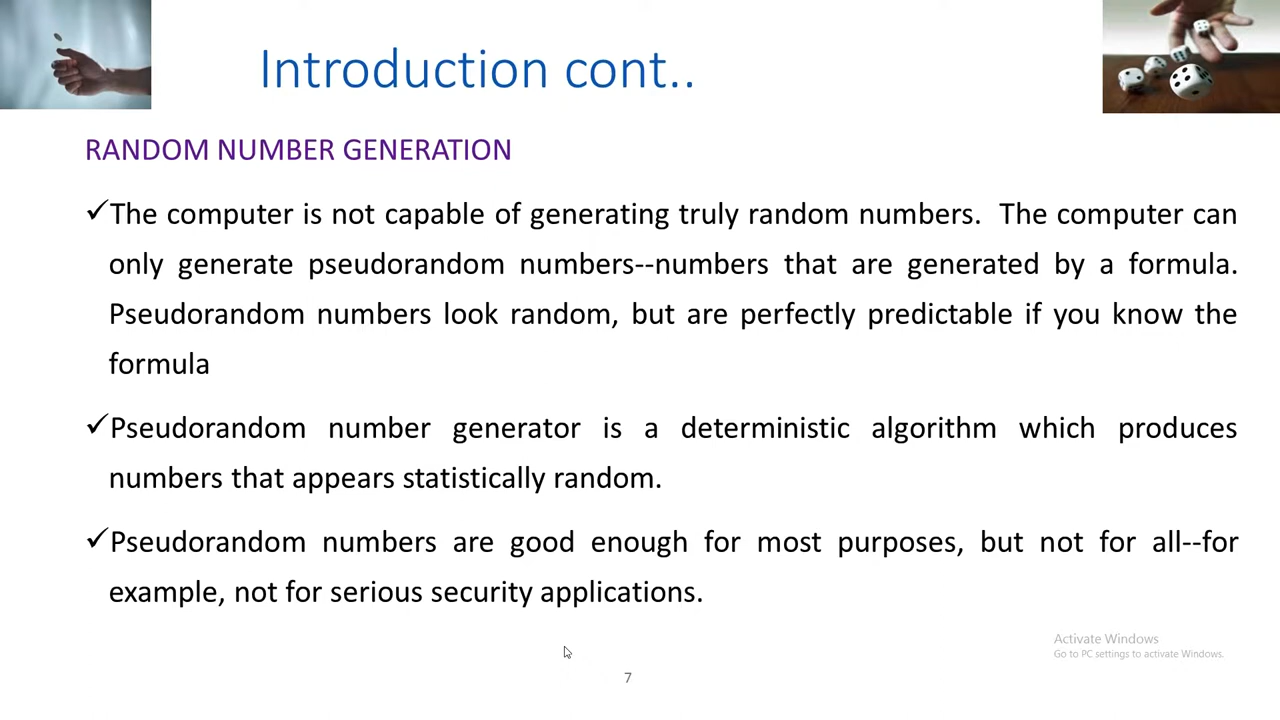 Introduction cont..
RANDOM NUMBER GENERATION
✓The computer is not capable of generating truly random numbers. The computer can
only generate pseudorandom numbers--numbers that are generated by a formula.
Pseudorandom numbers look random, but are perfectly predictable if you know the
formula
✓Pseudorandom number generator is a deterministic algorithm which produces
numbers that appears statistically random.
✓Pseudorandom numbers are good enough for most purposes, but not for all--for
example, not for serious security applications.
Activate Windows
Go to PC settings to activate Windows.
7